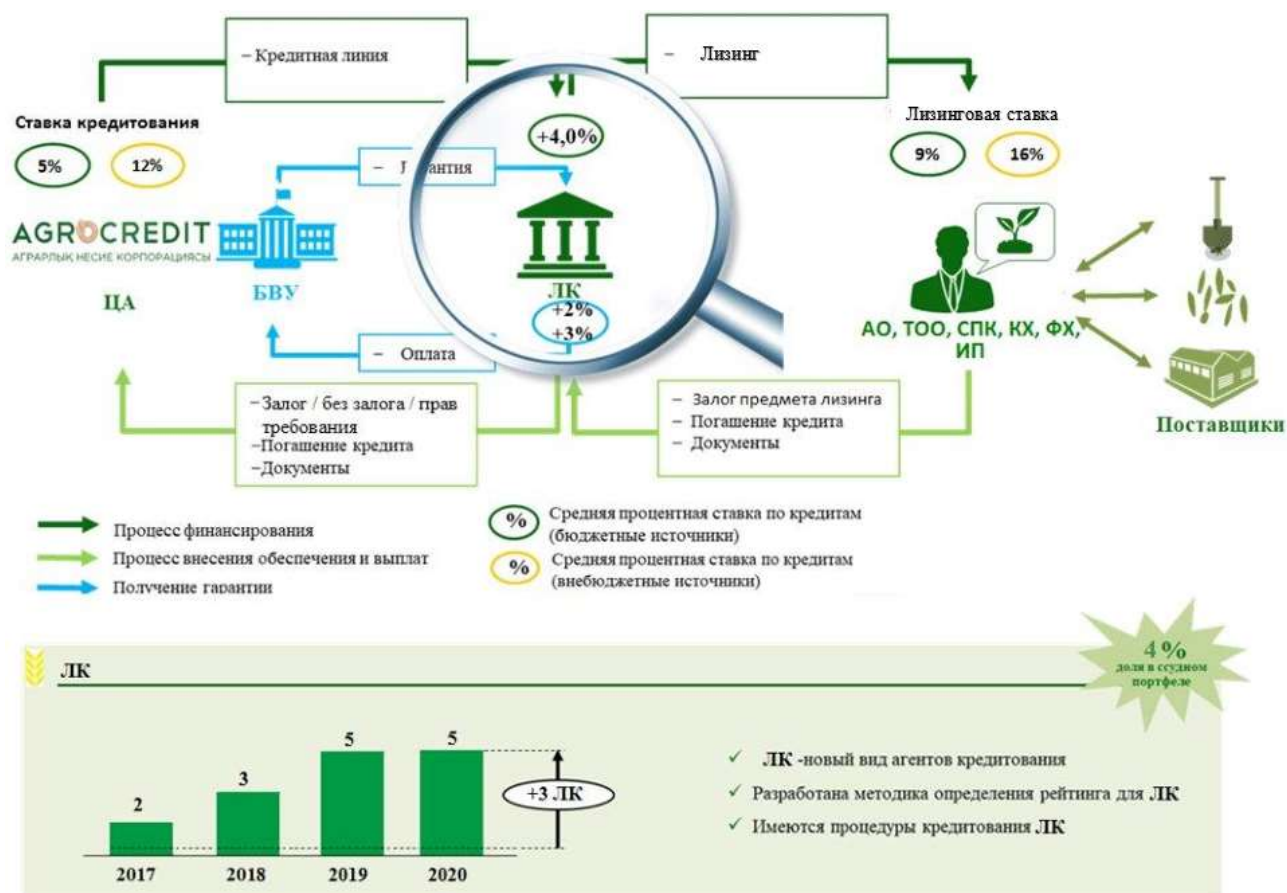 – Кредитная линия
– Лизинг
Ставка кредитования
5%
12%
+4,0%
Лизинговая ставка
9%
16%
–
AGROCREDIT
АГРАРЛЫҚ НЕСИЕ КОРПОРАЦИЯСЫ
ЦА
БВУ
ЛК
+2%
+3%
АО, ТОО, СПК, КХ, ФХ,
ИП
Поставщики
– Оплата
– Залог / без залога / прав
требования
–Погашение кредита
–Документы
– Залог предмета лизинга
– Погашение кредита
– Документы
Процесс финансирования
Процесс внесения обеспечения и выплат
Получение гарантии
% Средняя процентная ставка по кредитам
(бюджетные источники)
% Средняя процентная ставка по кредитам
(внебюджетные источники)
ЛК
4 %
доля в ссудном
портфеле
2
3
5
5
+3 ЛК
2017
2018
2019
2020
✓ ЛК -новый вид агентов кредитования
✓ Разработана методика определения рейтинга для ЛК
✓ Имеются процедуры кредитования ЛК